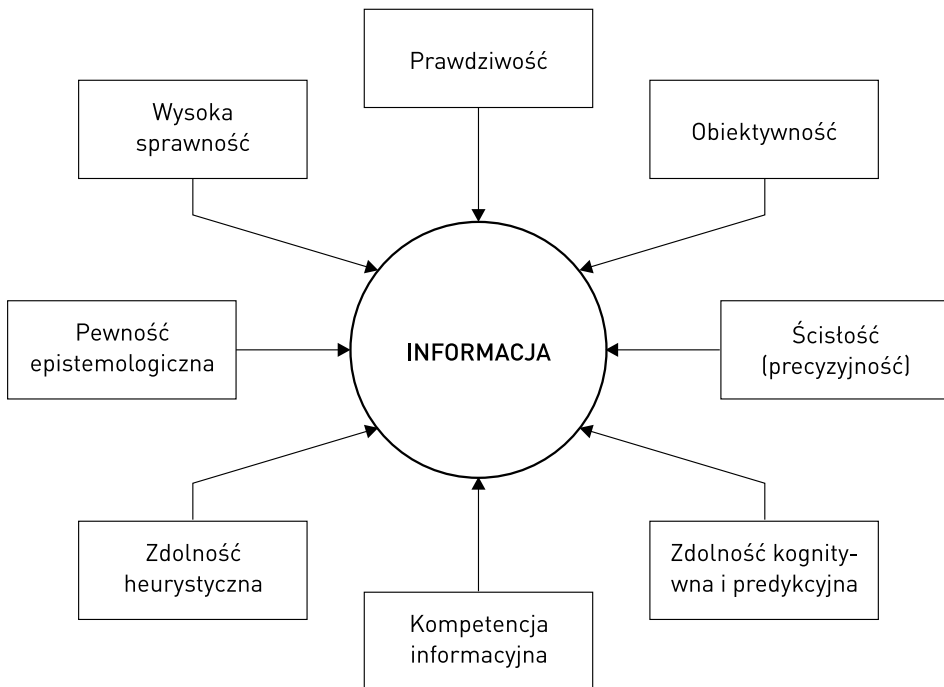 Prawdziwość
Wysoka
sprawność
Obiektywność
Pewność
epistemologiczna
INFORMACJA
Ścisłość
(precyzyjność)
Zdolność
heurystyczna
Kompetencja
informacyjna
Zdolność kognity-
wna i predykcyjna